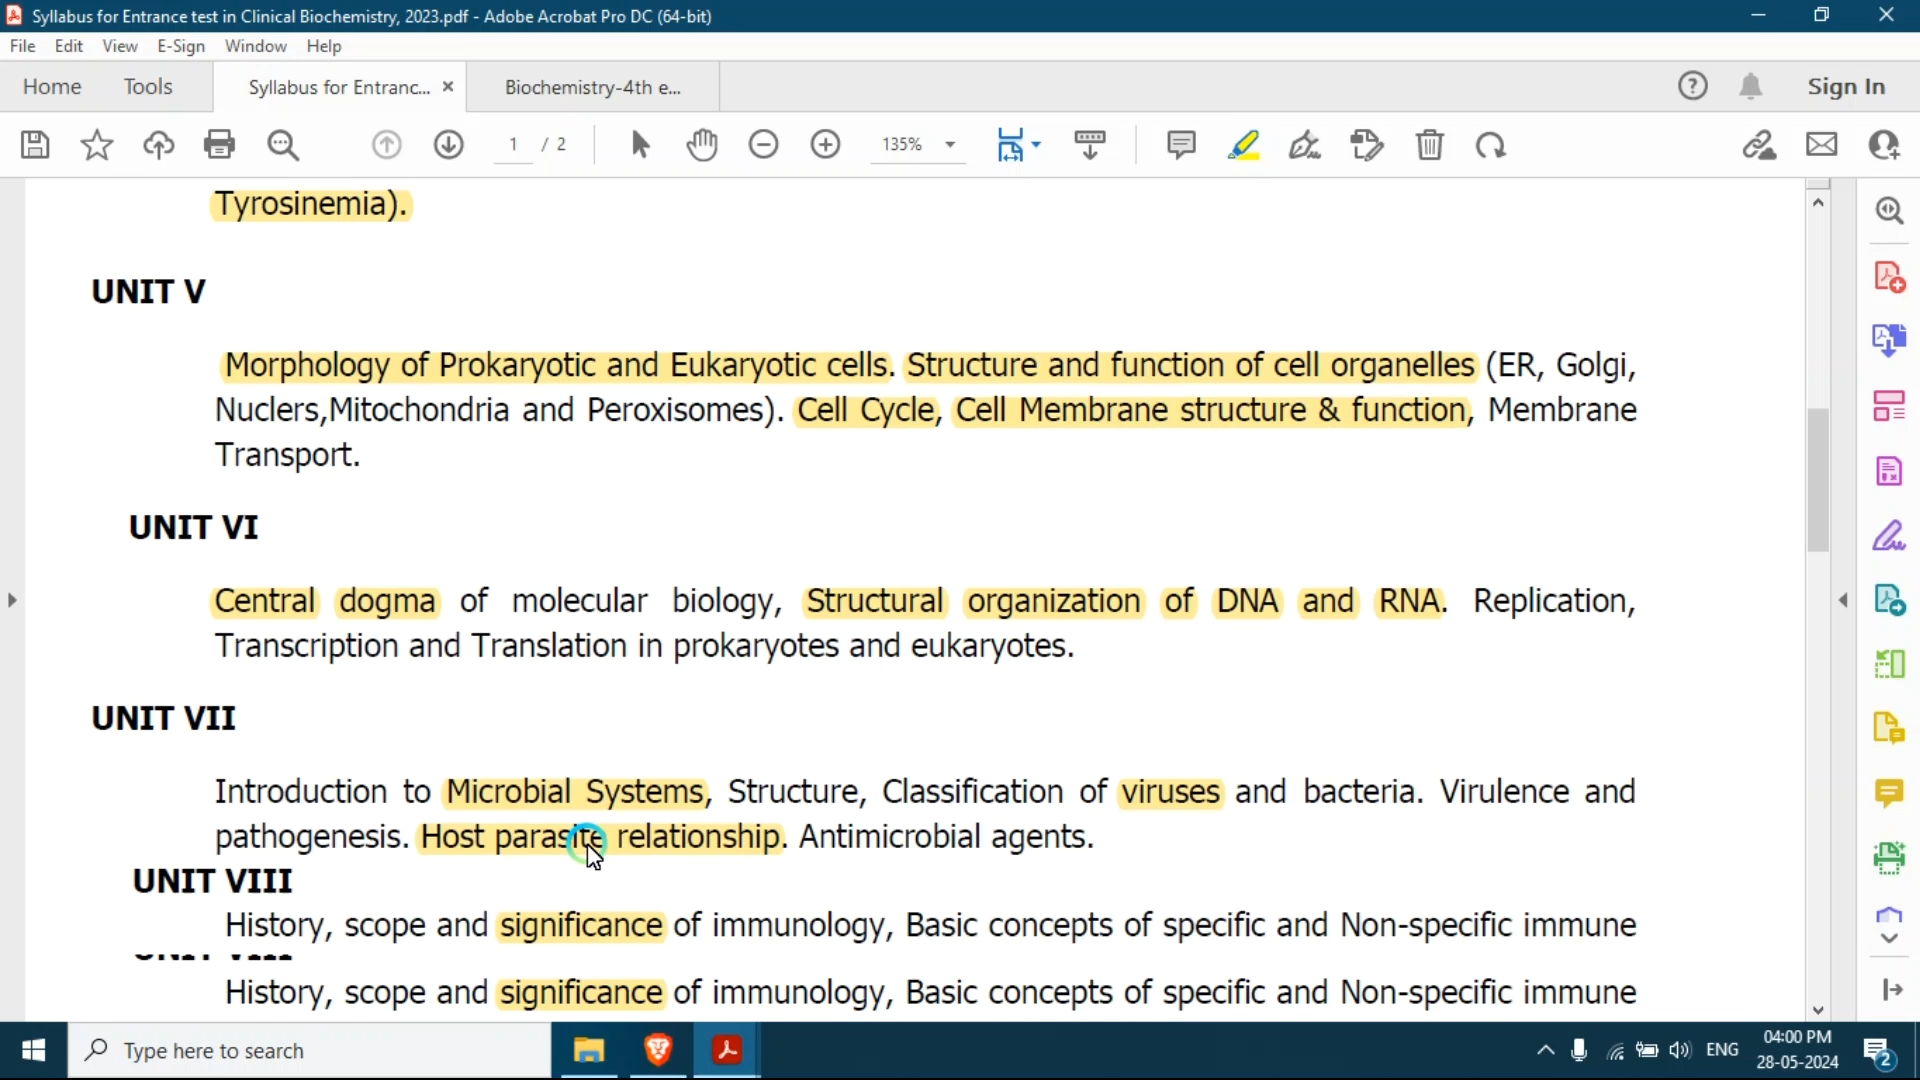 Syllabus for Entrance test in Clinical Biochemistry, 2023.pdf - Adobe Acrobat Pro DC (64-bit)
File Edit View E-Sign Window Help
Home Tools Syllabus for Entranc... × Biochemistry-4th e... Sign In
1 / 2 135%
Tyrosinemia).
UNIT V
Morphology of Prokaryotic and Eukaryotic cells. Structure and function of cell organelles (ER, Golgi,
Nuclers,Mitochondria and Peroxisomes). Cell Cycle, Cell Membrane structure & function, Membrane
Transport.
UNIT VI
Central dogma of molecular biology, Structural organization of DNA and RNA. Replication,
Transcription and Translation in prokaryotes and eukaryotes.
UNIT VII
Introduction to Microbial Systems, Structure, Classification of viruses and bacteria. Virulence and
pathogenesis. Host parasite relationship. Antimicrobial agents.
UNIT VIII
History, scope and significance of immunology, Basic concepts of specific and Non-specific immune
History, scope and significance of immunology, Basic concepts of specific and Non-specific immune
Type here to search
ENG
04:00 PM
28-05-2024
2